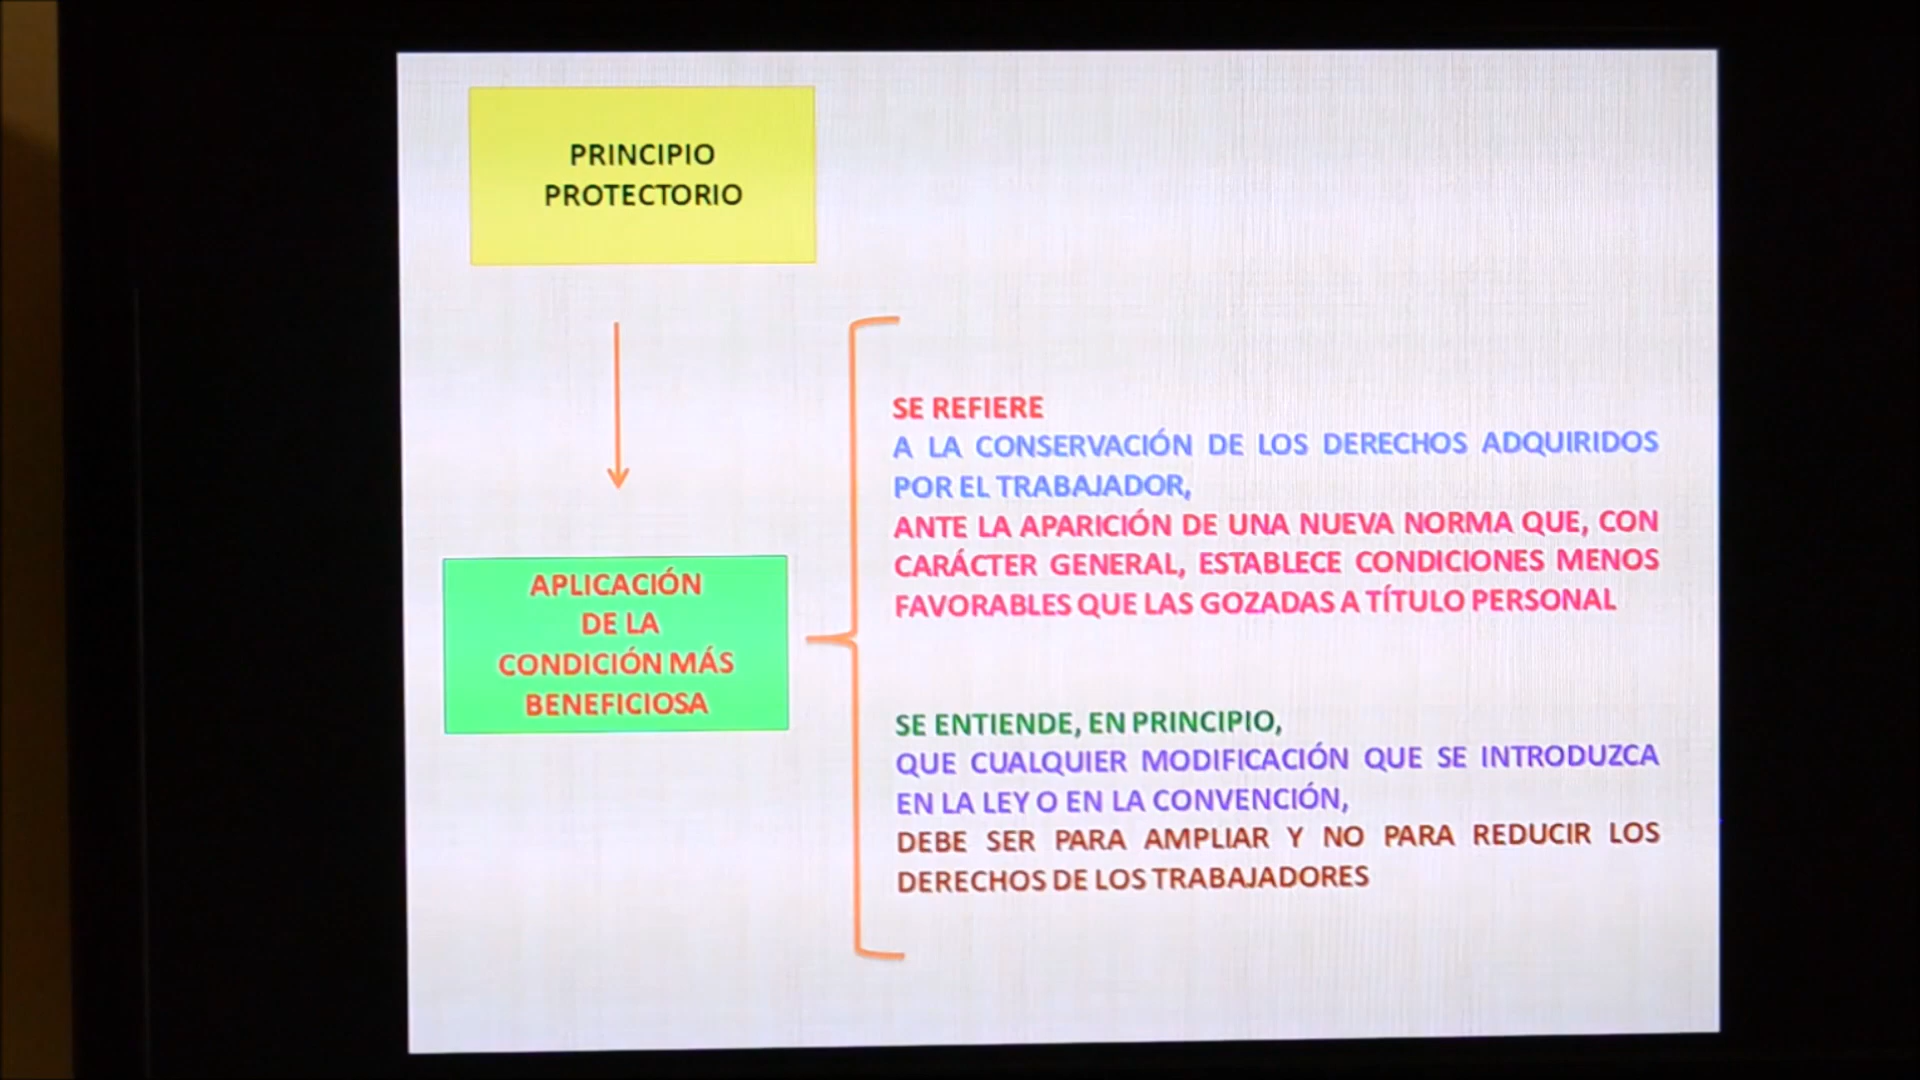 PRINCIPIO
PROTECTORIO
APLICACIÓN
DE LA
CONDICIÓN MÁS
BENEFICIOSA
SE REFIERE
A LA CONSERVACIÓN DE LOS DERECHOS ADQUIRIDOS
POR EL TRABAJADOR,
ANTE LA APARICIÓN DE UNA NUEVA NORMA QUE, CON
CARÁCTER GENERAL, ESTABLECE CONDICIONES MENOS
FAVORABLES QUE LAS GOZADAS A TÍTULO PERSONAL
SE ENTIENDE, EN PRINCIPIO,
QUE CUALQUIER MODIFICACIÓN QUE SE INTRODUZCA
EN LA LEY O EN LA CONVENCIÓN,
DEBE SER PARA AMPLIAR Y NO PARA REDUCIR LOS
DERECHOS DE LOS TRABAJADORES